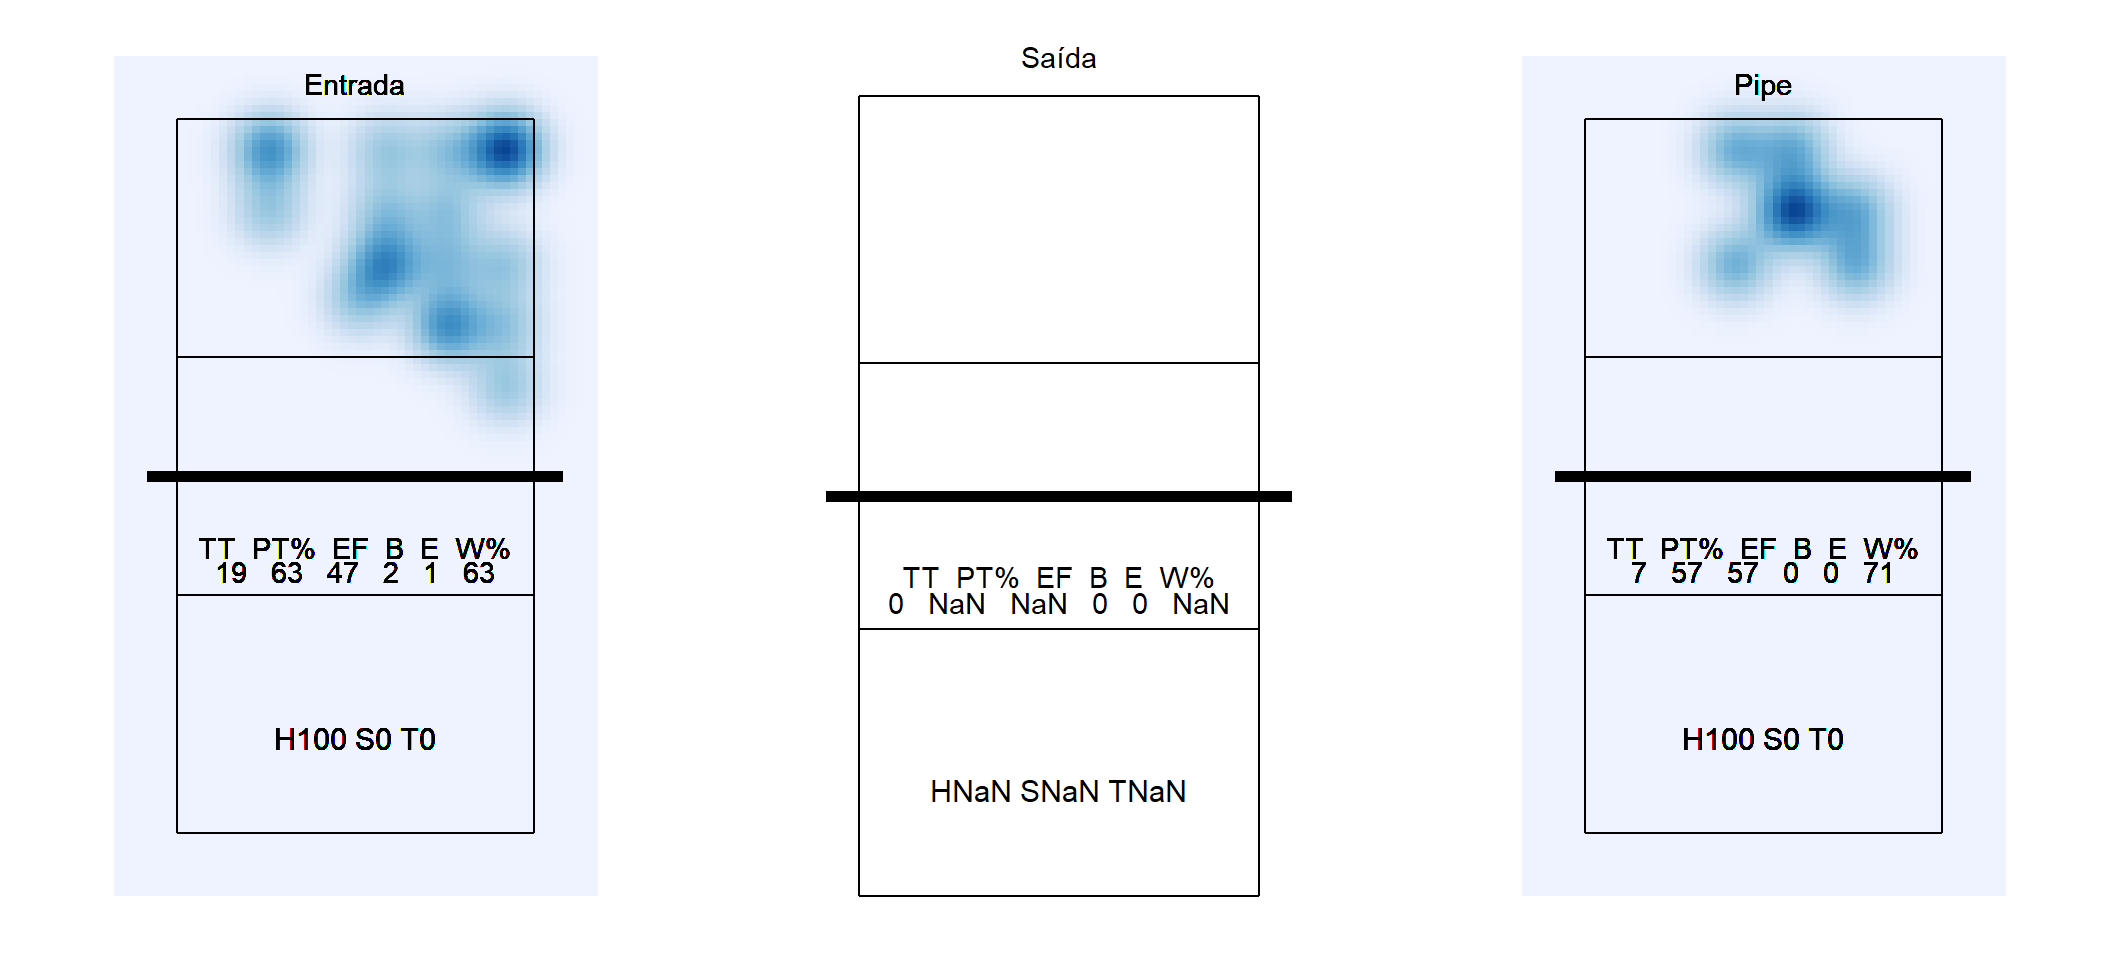 Entrada
TT PT% EF B E W%
19 63 47 2 1 63
H100 S0 T0
Saída
TT PT% EF B E W%
0 NaN NaN 0 0 NaN
HNaN SNaN TNaN
Pipe
TT PT% EF B E W%
7 57 57 0 0 71
H100 S0 T0